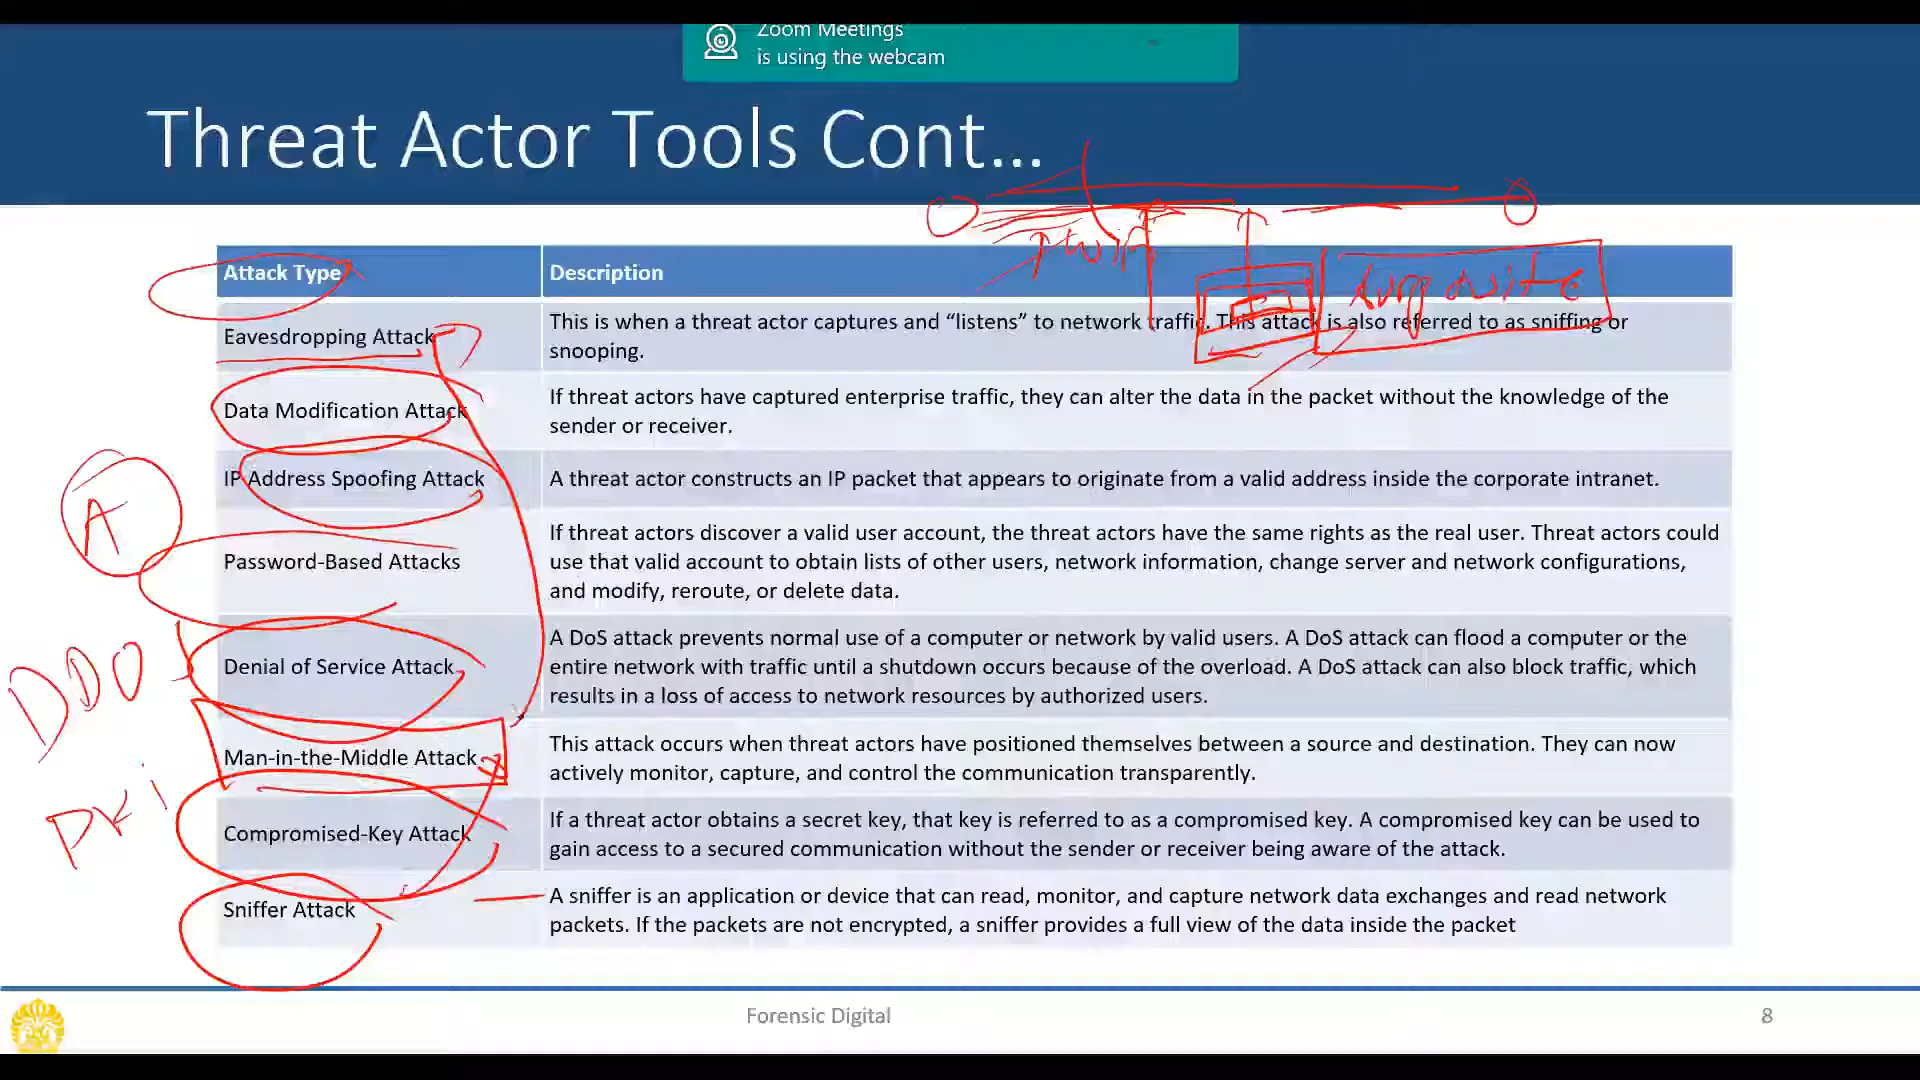 Zoom Meetings
is using the webcam
Threat Actor Tools Cont...
Attack Type
Description
Eavesdropping Attack
This is when a threat actor captures and “listens” to network traffic. This attack is also referred to as sniffing or
snooping.
Data Modification Attack
If threat actors have captured enterprise traffic, they can alter the data in the packet without the knowledge of the
sender or receiver.
IP Address Spoofing Attack
A threat actor constructs an IP packet that appears to originate from a valid address inside the corporate intranet.
A
Password-Based Attacks
If threat actors discover a valid user account, the threat actors have the same rights as the real user. Threat actors could
use that valid account to obtain lists of other users, network information, change server and network configurations,
and modify, reroute, or delete data.
DDO
Denial of Service Attack
A DoS attack prevents normal use of a computer or network by valid users. A DoS attack can flood a computer or the
entire network with traffic until a shutdown occurs because of the overload. A DoS attack can also block traffic, which
results in a loss of access to network resources by authorized users.
Man-in-the-Middle Attack
This attack occurs when threat actors have positioned themselves between a source and destination. They can now
actively monitor, capture, and control the communication transparently.
PKi
Compromised-Key Attack
If a threat actor obtains a secret key, that key is referred to as a compromised key. A compromised key can be used to
gain access to a secured communication without the sender or receiver being aware of the attack.
Sniffer Attack
A sniffer is an application or device that can read, monitor, and capture network data exchanges and read network
packets. If the packets are not encrypted, a sniffer provides a full view of the data inside the packet
Forensic Digital
8